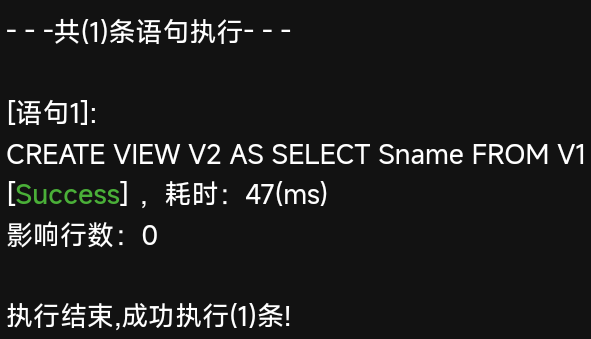 - - -共(1)条语句执行- - -
[语句1]:
CREATE VIEW V2 AS SELECT Sname FROM V1
[Success] ，耗时：47(ms)
影响行数：0
执行结束,成功执行(1)条!